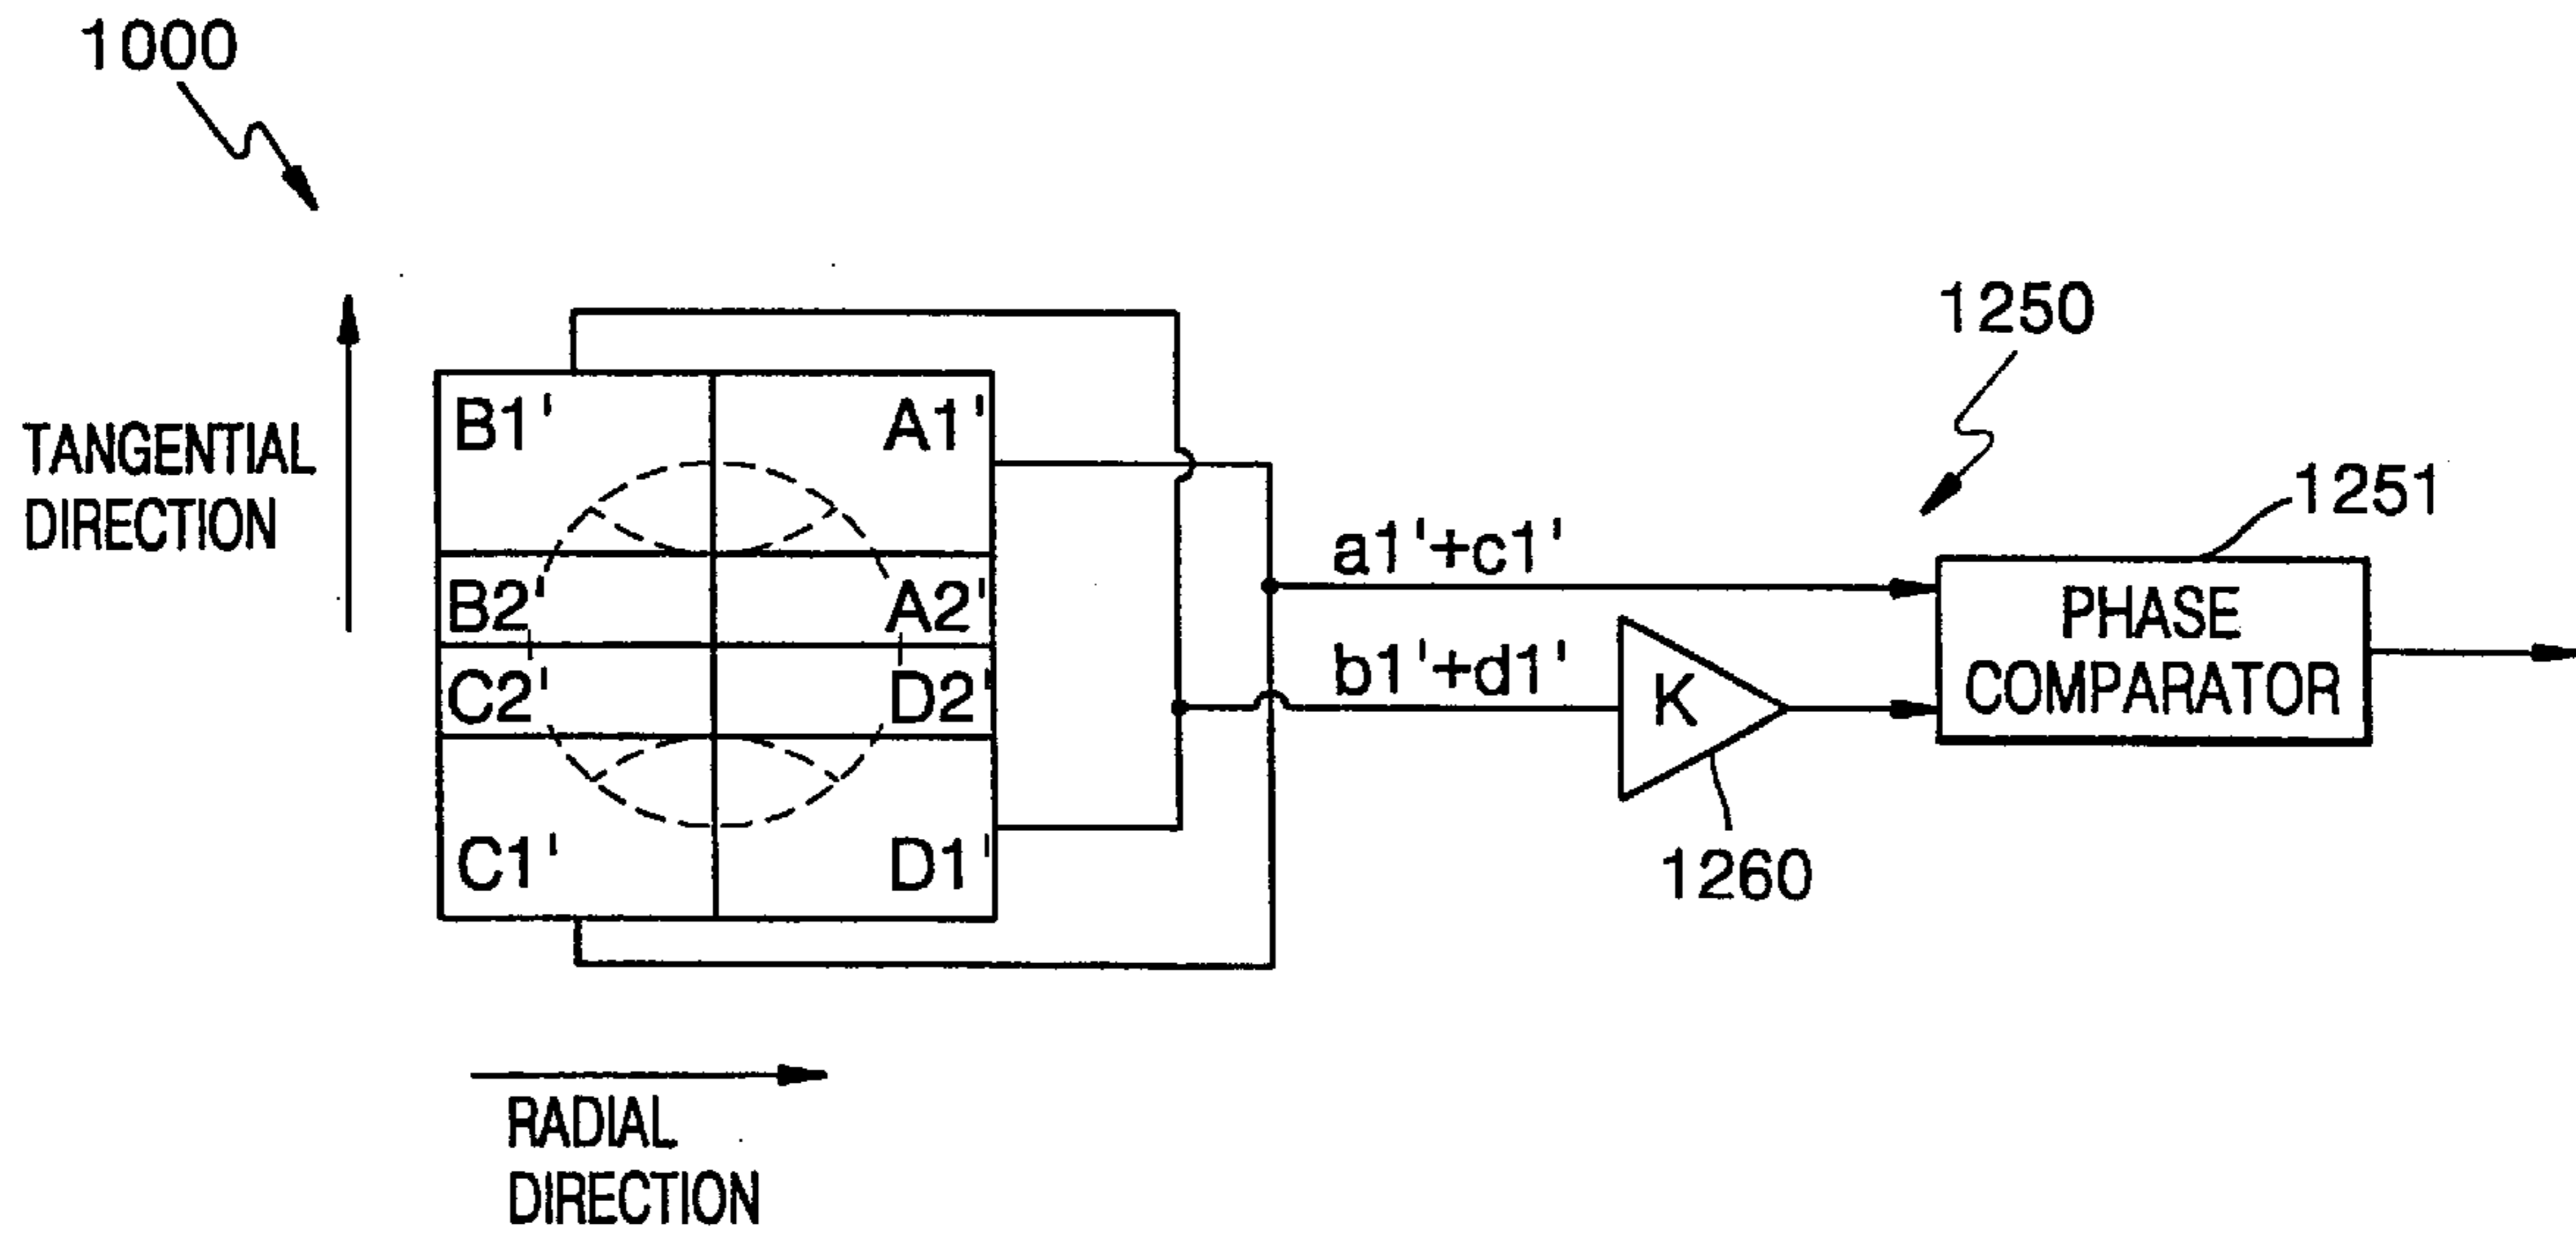 1000
1250
1251
TANGENTIAL
DIRECTION
B1' A1'
B2' A2'
C2' D2'
C1' D1'
a1'+c1'
b1'+d1'
K
1260
PHASE
COMPARATOR
RADIAL
DIRECTION